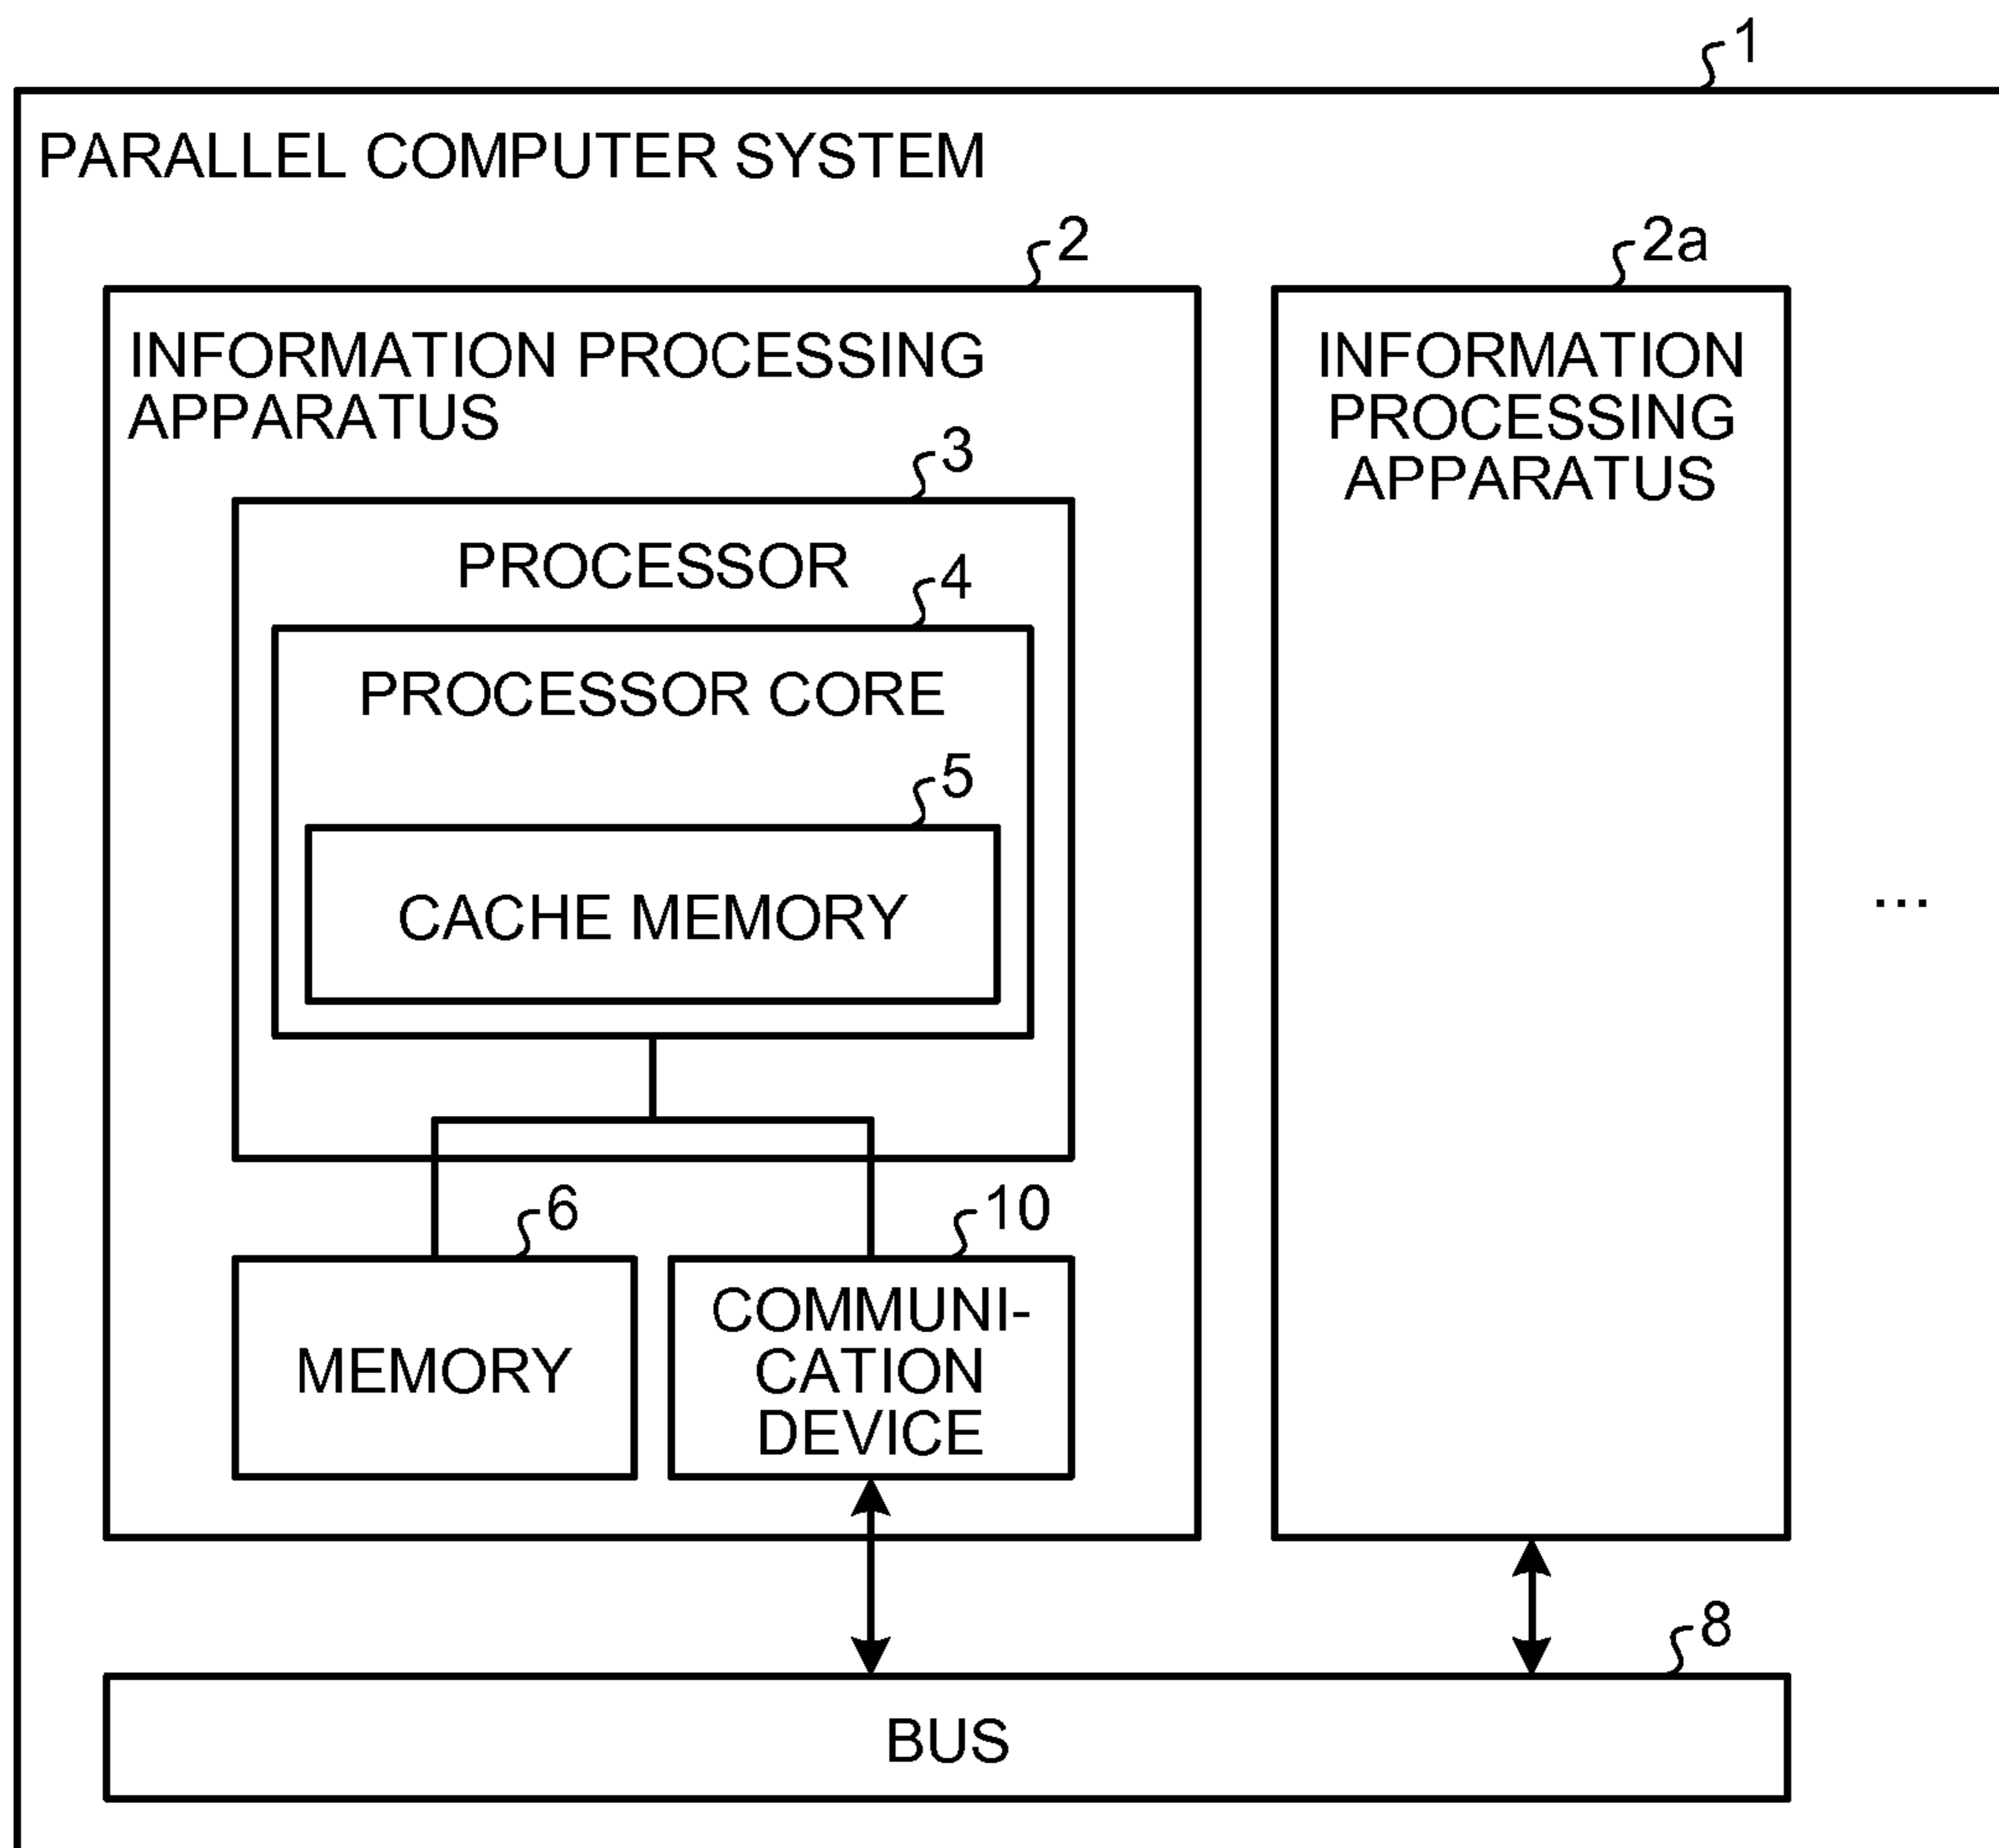 1
PARALLEL COMPUTER SYSTEM
2
INFORMATION PROCESSING
APPARATUS
3
PROCESSOR
4
PROCESSOR CORE
5
CACHE MEMORY
6
MEMORY
10
COMMUNI-
CATION
DEVICE
2a
INFORMATION
PROCESSING
APPARATUS
...
8
BUS